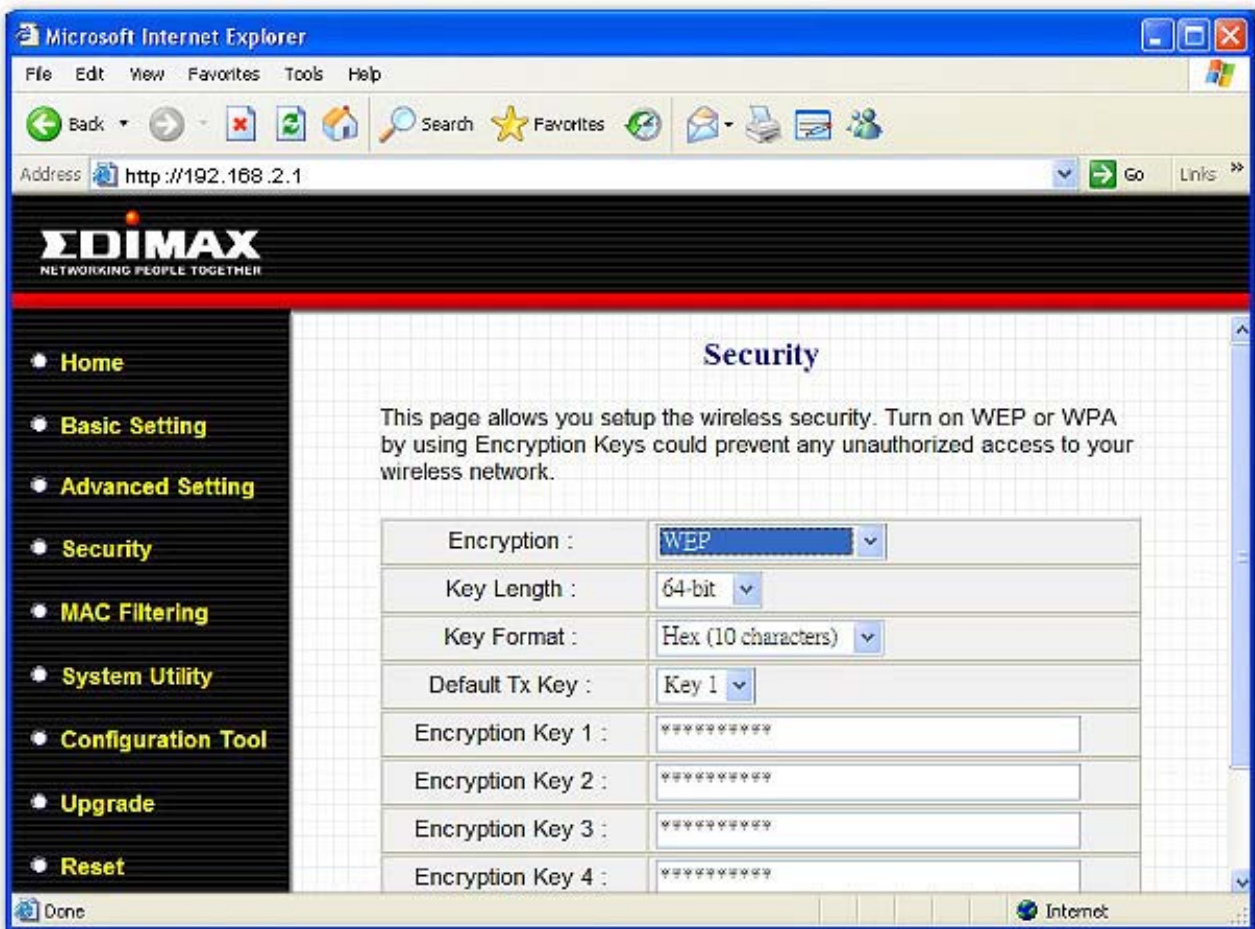 Microsoft Internet Explorer
File Edit View Favorites Tools Help
Back Search Favorites
Address http://192.168.2.1 Go Links »
EDIMAX
NETWORKING PEOPLE TOGETHER
Home
Basic Setting
Advanced Setting
Security
MAC Filtering
System Utility
Configuration Tool
Upgrade
Reset
Security
This page allows you setup the wireless security. Turn on WEP or WPA
by using Encryption Keys could prevent any unauthorized access to your
wireless network.
Encryption : WEP
Key Length : 64-bit
Key Format : Hex (10 characters)
Default Tx Key : Key 1
Encryption Key 1 : **********
Encryption Key 2 : **********
Encryption Key 3 : **********
Encryption Key 4 : **********
Done Internet